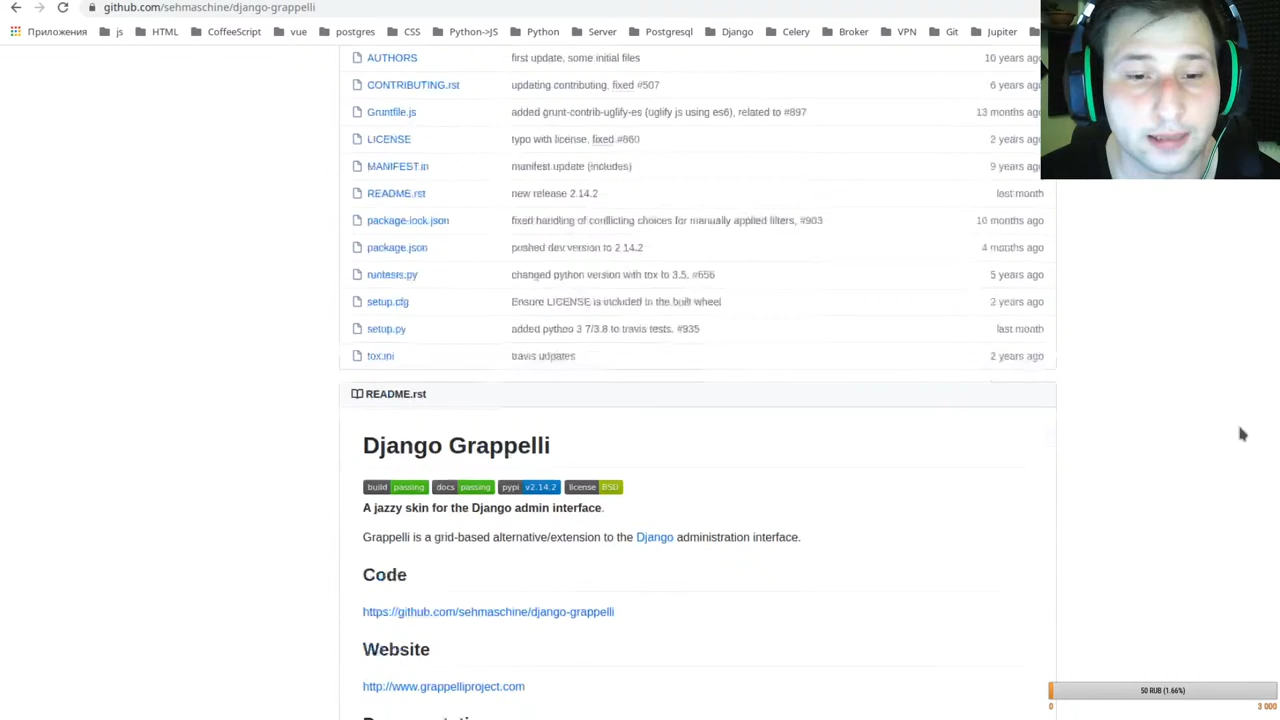 github.com/sehmaschine/django-grappelli
Приложения js HTML CoffeeScript vue postgres CSS Python->JS Python Server Postgresql Django Celery Broker VPN Git Jupiter
AUTHORS first update, some initial files 10 years ago
CONTRIBUTING.rst updating contributing, fixed #507 6 years ago
Gruntfile.js added grunt-contrib-uglify-es (uglify js using es6), related to #897 13 months ago
LICENSE typo with license, fixed #860 2 years ago
MANIFEST.in manifest update (includes) 9 years ago
README.rst new release 2.14.2 last month
package-lock.json fixed handling of conflicting choices for manually applied filters, #903 10 months ago
package.json pushed dev version to 2.14.2 4 months ago
runtests.py changed python version with tox to 3.5, #656 5 years ago
setup.cfg Ensure LICENSE is included in the built wheel 2 years ago
setup.py added python 3 7/3.8 to travis tests, #935 last month
tox.ini travis updates 2 years ago
README.rst
Django Grappelli
build passing docs passing pypi v2.14.2 license BSD
A jazzy skin for the Django admin interface.
Grappelli is a grid-based alternative/extension to the Django administration interface.
Code
https://github.com/sehmaschine/django-grappelli
Website
http://www.grappelliproject.com
50 RUB (1.66%)
0 3 000